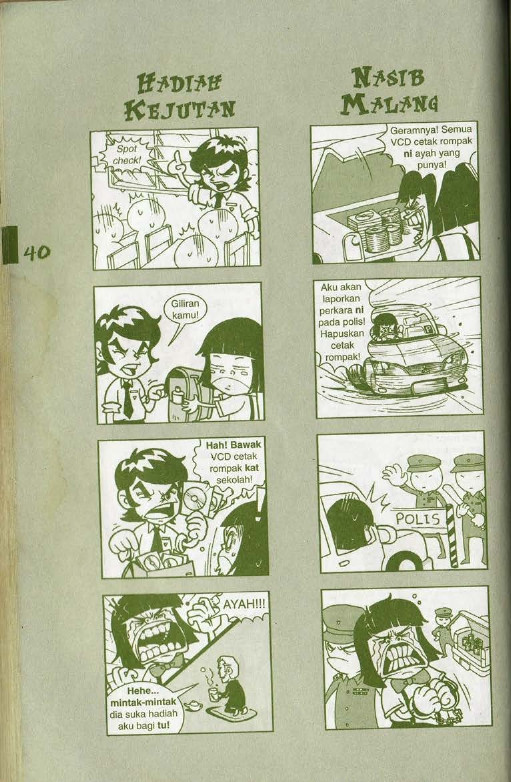 HADIAH
KEJUTAN
Spot
check!
Giliran
kamu!
Hah! Bawak
VCD cetak
rompak kat
sekolah!
AYAH!!!
Hehe...
mintak-mintak
dia suka hadiah
aku bagi tu!
NASIB
MALANG
Geramnya! Semua
VCD cetak rompak
ni ayah yang
punya!
Aku akan
laporkan
perkara ni
pada polis!
Hapuskan
cetak
rompak!
POLIS
40